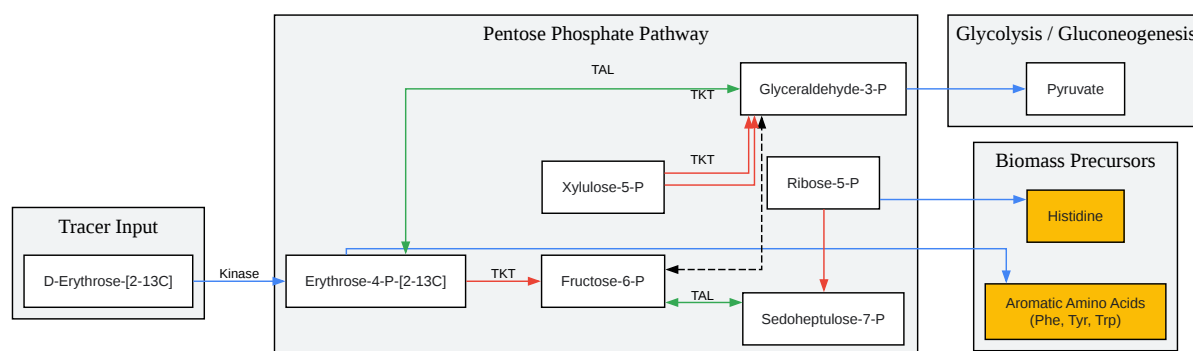 Pentose Phosphate Pathway
Glycolysis / Gluconeogenesis
TAL
TKT
Glyceraldehyde-3-P
Pyruvate
TKT
Xylulose-5-P
Ribose-5-P
Biomass Precursors
Histidine
Tracer Input
D-Erythrose-[2-13C]
Kinase
Erythrose-4-P-[2-13C]
TKT
Fructose-6-P
TAL
Sedoheptulose-7-P
Aromatic Amino Acids
(Phe, Tyr, Trp)